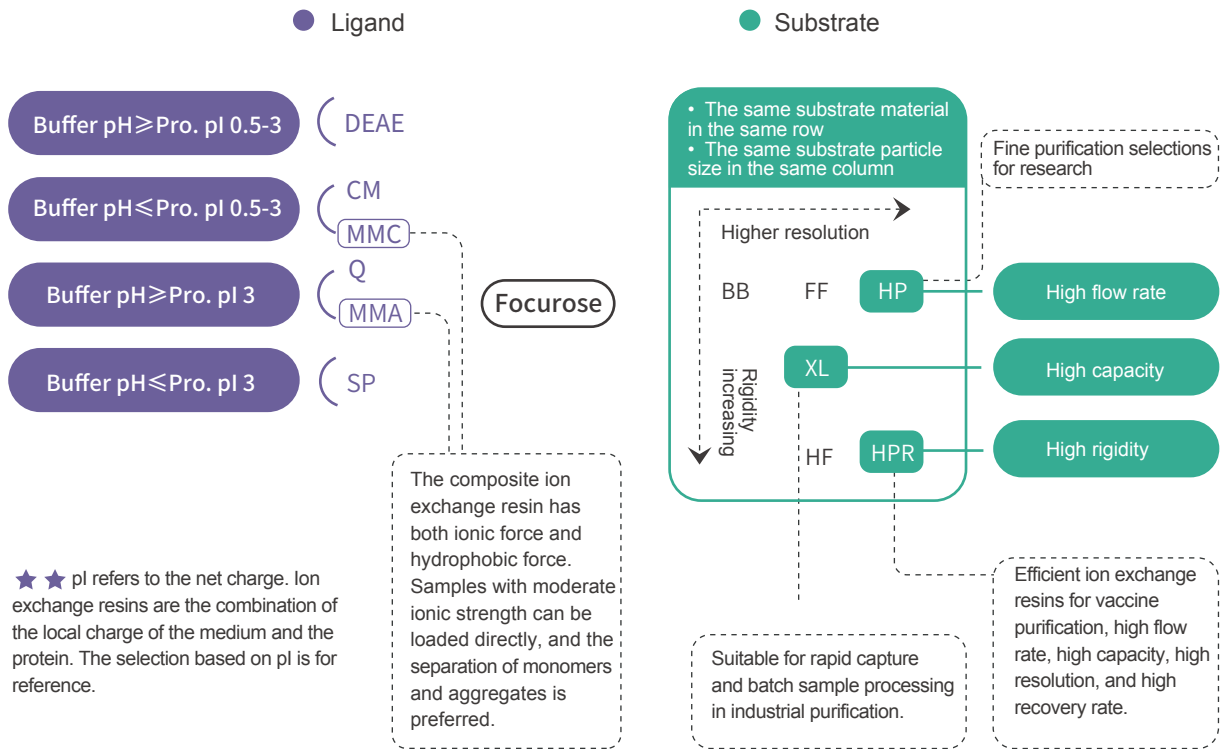 Ligand
Substrate
Buffer pH≥Pro. pI 0.5-3
DEAE
Buffer pH≤Pro. pI 0.5-3
CM
MMC
Buffer pH≥Pro. pI 3
Q
MMA
Buffer pH≤Pro. pI 3
SP
Focurose
• The same substrate material
in the same row
• The same substrate particle
size in the same column
Higher resolution
Rigidity
increasing
BB
FF
HP
XL
HF
HPR
Fine purification selections
for research
High flow rate
High capacity
High rigidity
The composite ion
exchange resin has
both ionic force and
hydrophobic force.
Samples with moderate
ionic strength can be
loaded directly, and the
separation of monomers
and aggregates is
preferred.
★ ★ pI refers to the net charge. Ion
exchange resins are the combination of
the local charge of the medium and the
protein. The selection based on pI is for
reference.
Suitable for rapid capture
and batch sample processing
in industrial purification.
Efficient ion exchange
resins for vaccine
purification, high flow
rate, high capacity, high
resolution, and high
recovery rate.